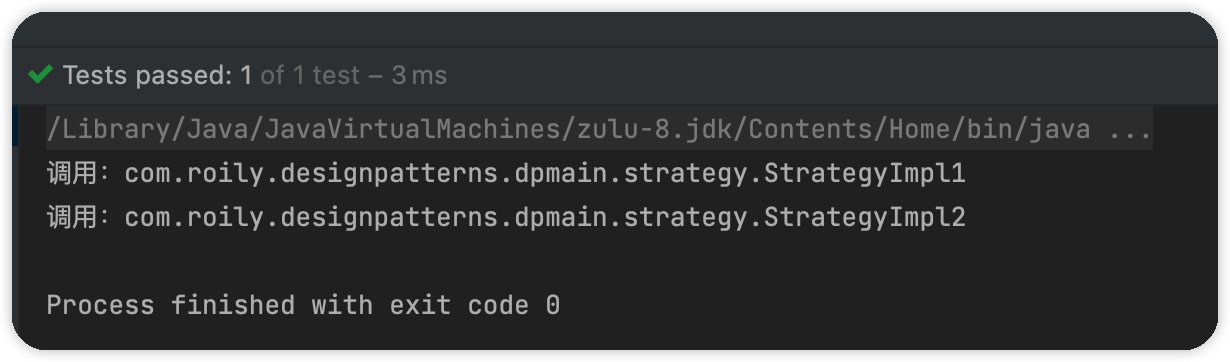 Tests passed: 1 of 1 test – 3 ms
/Library/Java/JavaVirtualMachines/zulu-8.jdk/Contents/Home/bin/java ...
调用：com.roily.designpatterns.dpmain.strategy.StrategyImpl1
调用：com.roily.designpatterns.dpmain.strategy.StrategyImpl2
Process finished with exit code 0